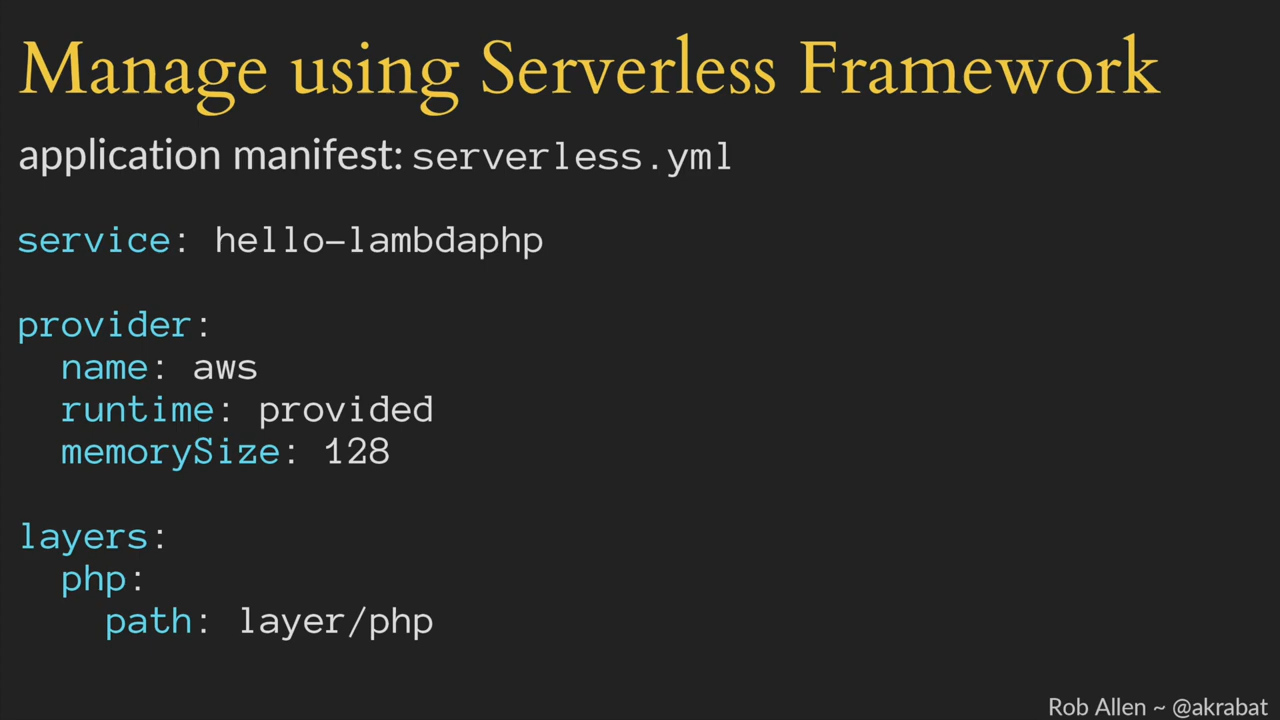 Manage using Serverless Framework
application manifest: serverless.yml
service: hello-lambdaphp
provider:
  name: aws
  runtime: provided
  memorySize: 128
layers:
  php:
    path: layer/php
Rob Allen ~ @akrabat